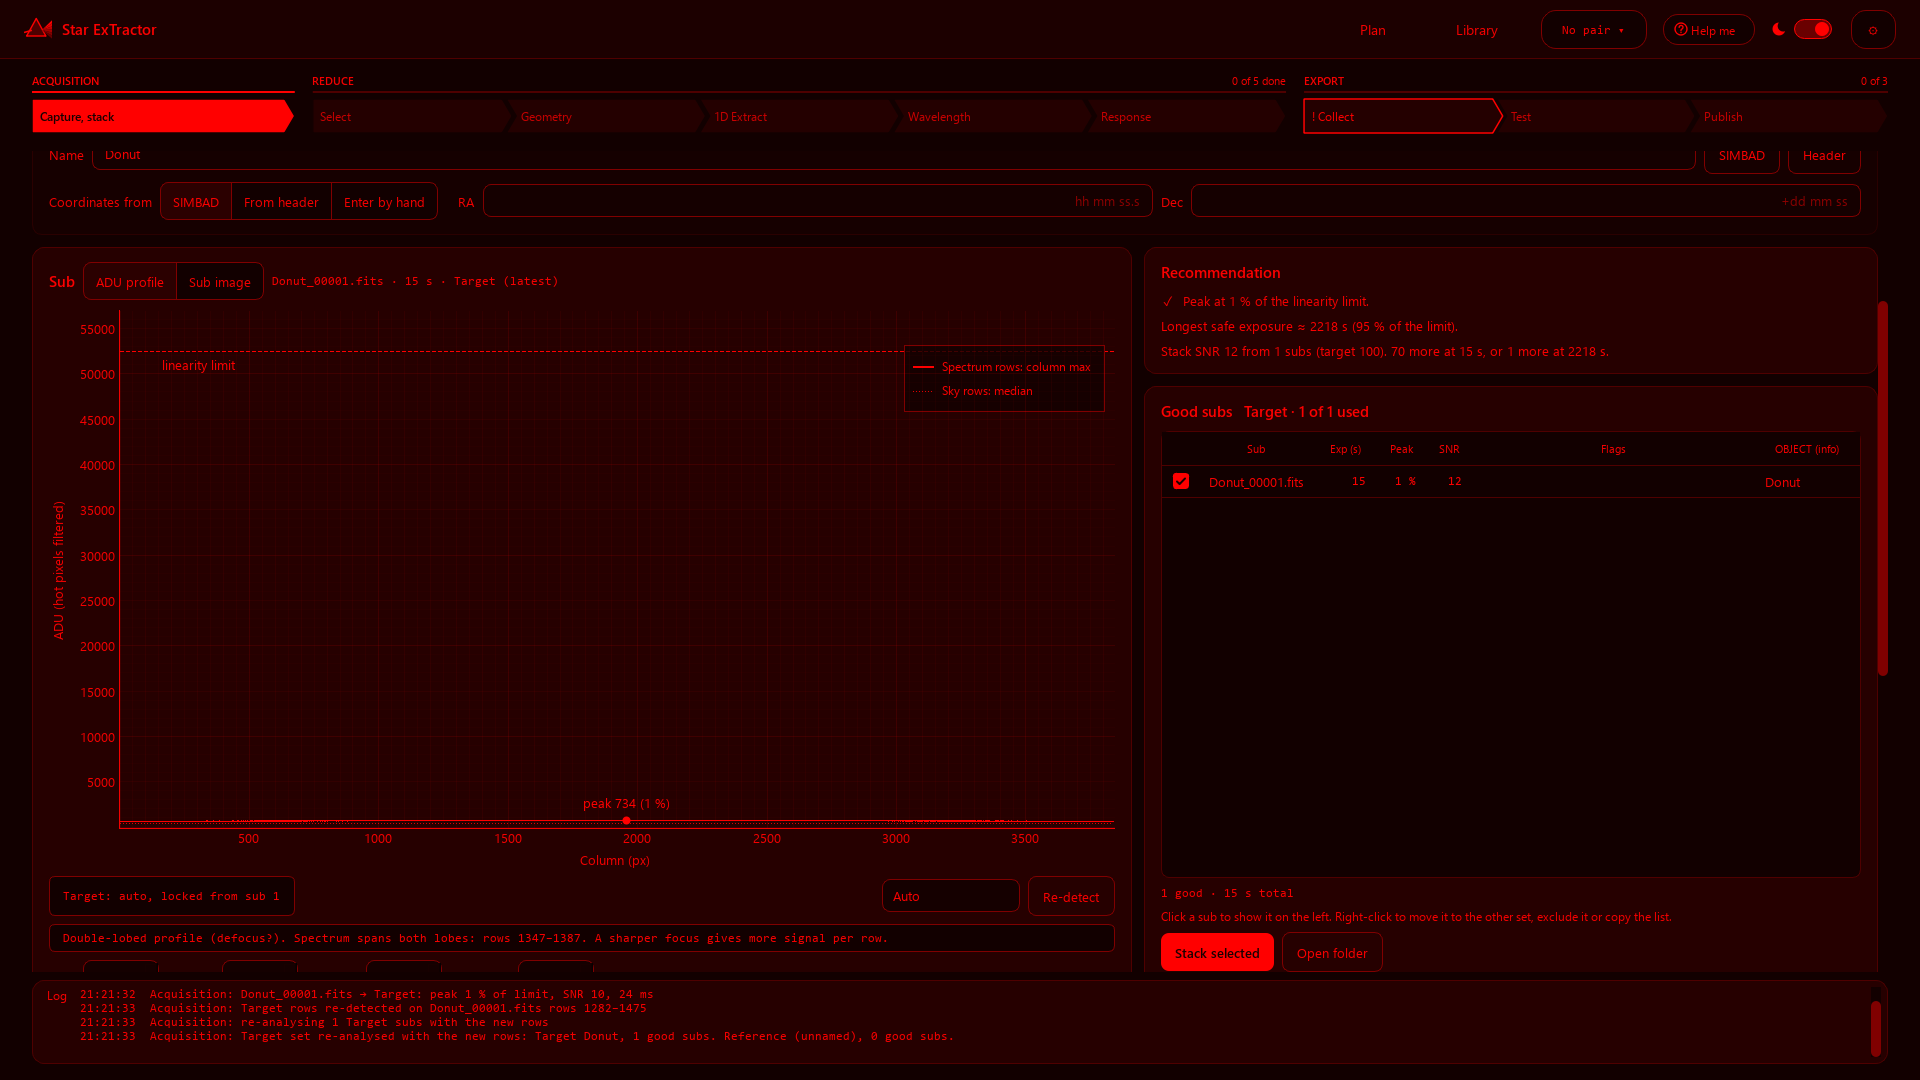 Star ExTractor
Plan
Library
No pair ▾
Help me
ACQUISITION
REDUCE
0 of 5 done
EXPORT
0 of 3
Capture, stack
Select
Geometry
1D Extract
Wavelength
Response
! Collect
Test
Publish
Name
Donut
SIMBAD
Header
Coordinates from
SIMBAD
From header
Enter by hand
RA
hh mm ss.s
Dec
+dd mm ss
Sub
ADU profile
Sub image
Donut_00001.fits · 15 s · Target (latest)
55000
50000
45000
40000
35000
30000
25000
20000
15000
10000
5000
ADU (hot pixels filtered)
linearity limit
Spectrum rows: column max
Sky rows: median
peak 734 (1 %)
500
1000
1500
2000
2500
3000
3500
Column (px)
Target: auto, locked from sub 1
Auto
Re-detect
Double-lobed profile (defocus?). Spectrum spans both lobes: rows 1347–1387. A sharper focus gives more signal per row.
Recommendation
✓ Peak at 1 % of the linearity limit.
Longest safe exposure ≈ 2218 s (95 % of the limit).
Stack SNR 12 from 1 subs (target 100). 70 more at 15 s, or 1 more at 2218 s.
Good subs Target · 1 of 1 used
Sub
Exp (s)
Peak
SNR
Flags
OBJECT (info)
Donut_00001.fits
15
1 %
12
Donut
1 good · 15 s total
Click a sub to show it on the left. Right-click to move it to the other set, exclude it or copy the list.
Stack selected
Open folder
Log
21:21:32 Acquisition: Donut_00001.fits → Target: peak 1 % of limit, SNR 10, 24 ms
21:21:33 Acquisition: Target rows re-detected on Donut_00001.fits rows 1282–1475
21:21:33 Acquisition: re-analysing 1 Target subs with the new rows
21:21:33 Acquisition: Target set re-analysed with the new rows: Target Donut, 1 good subs. Reference (unnamed), 0 good subs.